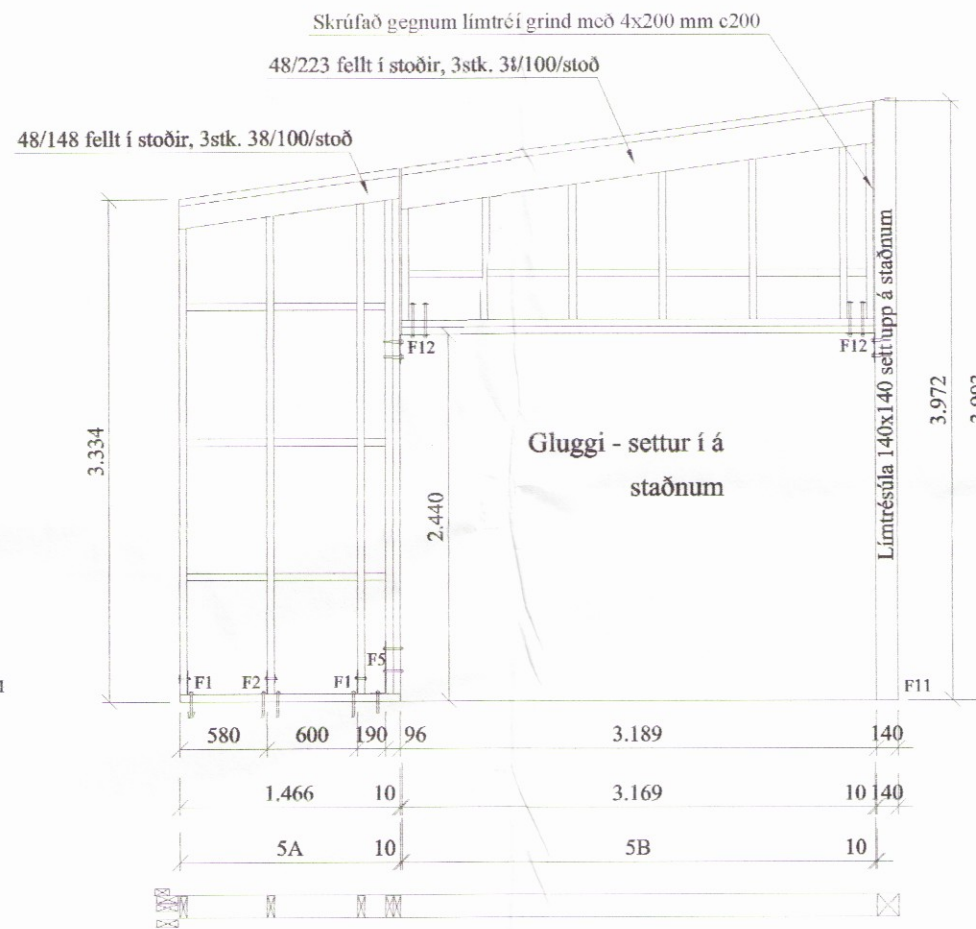 Skrúfað gegnum límtréí grind með 4x200 mm c200
48/223 fellt í stoðir, 3stk. 38/100/stoð
48/148 fellt í stoðir, 3stk. 38/100/stoð
3.334
F12
F12
2.440
Gluggi - settur í á
staðnum
Límtrésúla 140x140 sett upp á staðnum
3.972
F5
F1
F2
F1
F11
580
600
190
96
3.189
140
1.466
10
3.169
10
140
5A
10
5B
10